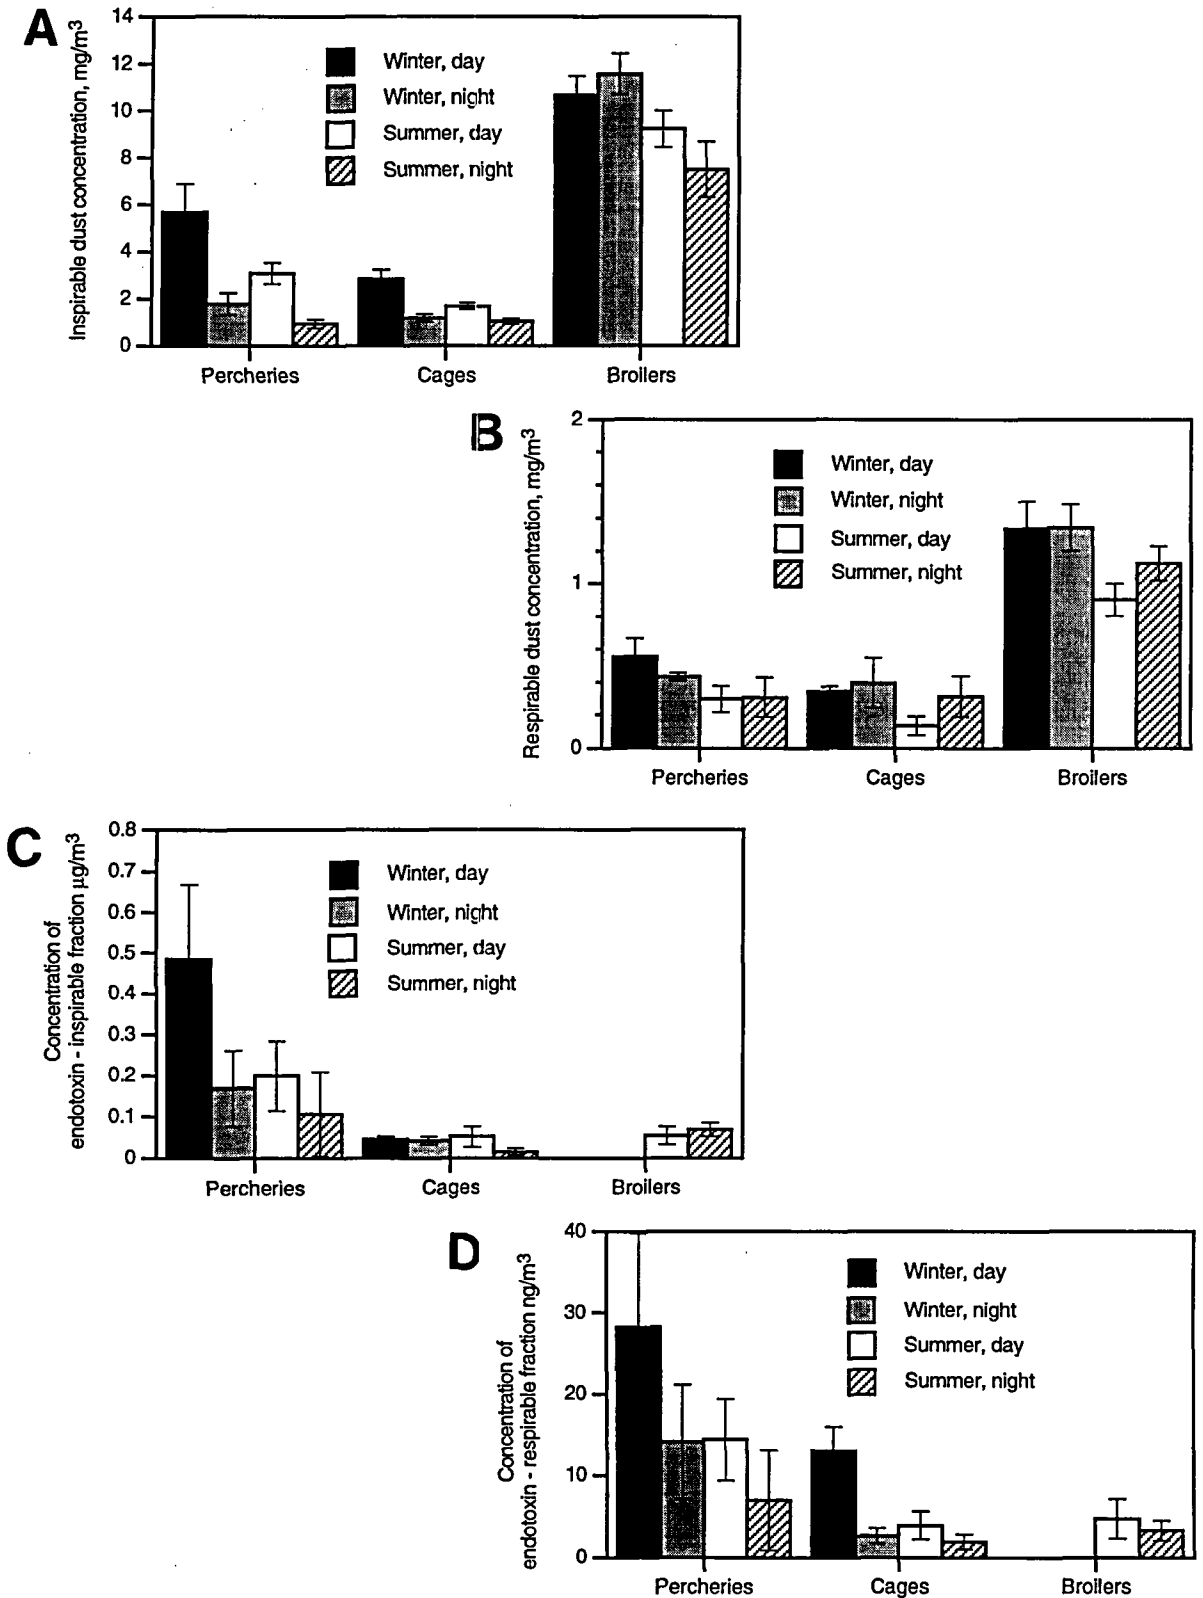 A
Inspirable dust concentration, mg/m³
14
12
10
8
6
4
2
0
Winter, day
Winter, night
Summer, day
Summer, night
Percheries Cages Broilers
B
Respirable dust concentration, mg/m³
2
1
0
Winter, day
Winter, night
Summer, day
Summer, night
Percheries Cages Broilers
C
Concentration of
endotoxin - inspirable fraction µg/m³
0.8
0.7
0.6
0.5
0.4
0.3
0.2
0.1
0
Winter, day
Winter, night
Summer, day
Summer, night
Percheries Cages Broilers
D
Concentration of
endotoxin - respirable fraction ng/m³
40
30
20
10
0
Winter, day
Winter, night
Summer, day
Summer, night
Percheries Cages Broilers